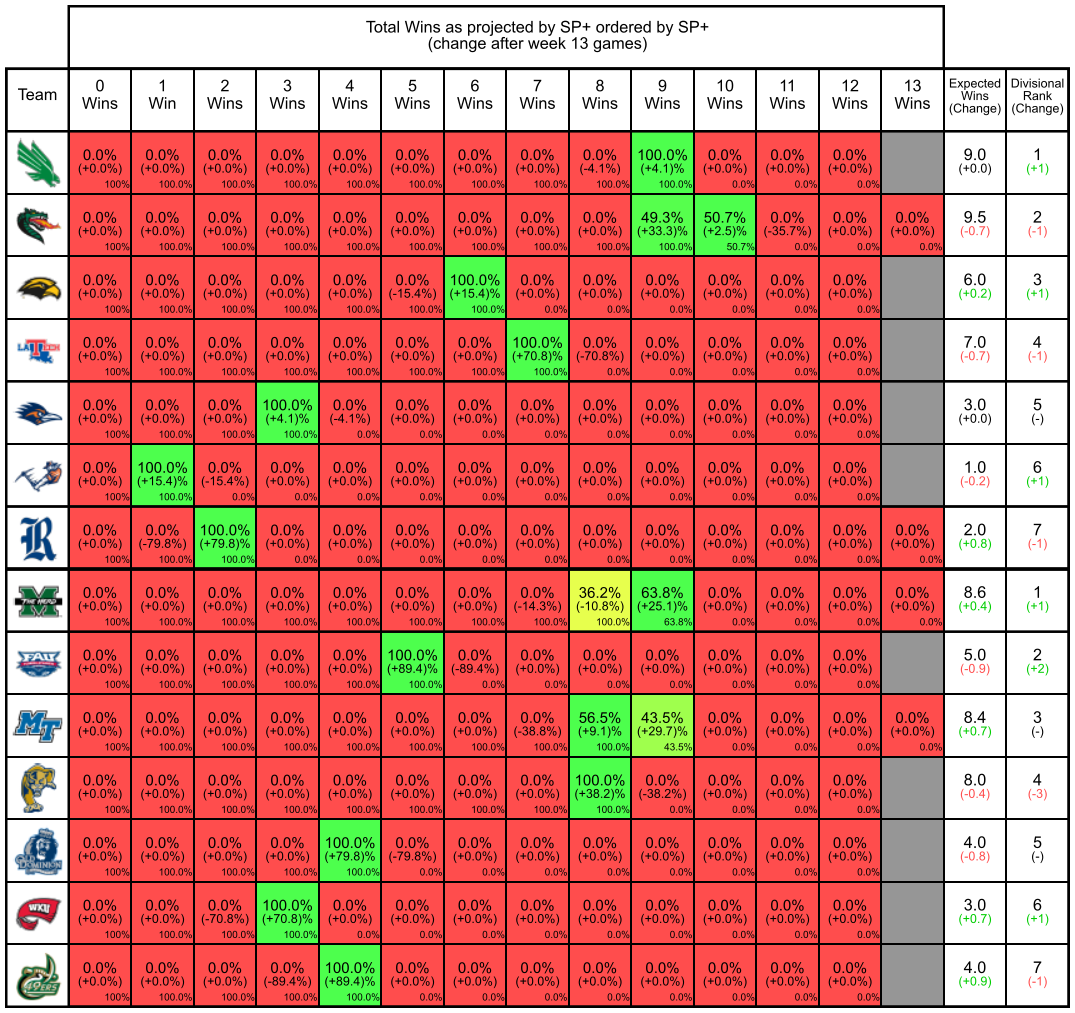 Total Wins as projected by SP+ ordered by SP+
(change after week 13 games)
Team 0 Wins 1 Win 2 Wins 3 Wins 4 Wins 5 Wins 6 Wins 7 Wins 8 Wins 9 Wins 10 Wins 11 Wins 12 Wins 13 Wins Expected Wins (Change) Divisional Rank (Change)
0.0% 0.0% 0.0% 0.0% 0.0% 0.0% 0.0% 0.0% 0.0% 100.0% 0.0% 0.0% 0.0% 9.0 1
(+0.0%) (+0.0%) (+0.0%) (+0.0%) (+0.0%) (+0.0%) (+0.0%) (+0.0%) (-4.1%) (+4.1)% (+0.0%) (+0.0%) (+0.0%) (+0.0) (+1)
100% 100.0% 100.0% 100.0% 100.0% 100.0% 100.0% 100.0% 100.0% 100.0% 0.0% 0.0% 0.0%
0.0% 0.0% 0.0% 0.0% 0.0% 0.0% 0.0% 0.0% 0.0% 49.3% 50.7% 0.0% 0.0% 0.0% 9.5 2
(+0.0%) (+0.0%) (+0.0%) (+0.0%) (+0.0%) (+0.0%) (+0.0%) (+0.0%) (+0.0%) (+33.3)% (+2.5)% (-35.7%) (+0.0%) (+0.0%) (-0.7) (-1)
100% 100.0% 100.0% 100.0% 100.0% 100.0% 100.0% 100.0% 100.0% 100.0% 50.7% 0.0% 0.0% 0.0%
0.0% 0.0% 0.0% 0.0% 0.0% 0.0% 100.0% 0.0% 0.0% 0.0% 0.0% 0.0% 0.0% 6.0 3
(+0.0%) (+0.0%) (+0.0%) (+0.0%) (+0.0%) (-15.4%) (+15.4)% (+0.0%) (+0.0%) (+0.0%) (+0.0%) (+0.0%) (+0.0%) (+0.2) (+1)
100% 100.0% 100.0% 100.0% 100.0% 100.0% 100.0% 0.0% 0.0% 0.0% 0.0% 0.0% 0.0%
LA TECH 0.0% 0.0% 0.0% 0.0% 0.0% 0.0% 0.0% 100.0% 0.0% 0.0% 0.0% 0.0% 0.0% 7.0 4
(+0.0%) (+0.0%) (+0.0%) (+0.0%) (+0.0%) (+0.0%) (+0.0%) (+70.8)% (-70.8%) (+0.0%) (+0.0%) (+0.0%) (+0.0%) (-0.7) (-1)
100% 100.0% 100.0% 100.0% 100.0% 100.0% 100.0% 100.0% 0.0% 0.0% 0.0% 0.0% 0.0%
0.0% 0.0% 0.0% 100.0% 0.0% 0.0% 0.0% 0.0% 0.0% 0.0% 0.0% 0.0% 0.0% 3.0 5
(+0.0%) (+0.0%) (+0.0%) (+4.1)% (-4.1%) (+0.0%) (+0.0%) (+0.0%) (+0.0%) (+0.0%) (+0.0%) (+0.0%) (+0.0%) (+0.0) (-)
100% 100.0% 100.0% 100.0% 0.0% 0.0% 0.0% 0.0% 0.0% 0.0% 0.0% 0.0% 0.0%
0.0% 100.0% 0.0% 0.0% 0.0% 0.0% 0.0% 0.0% 0.0% 0.0% 0.0% 0.0% 0.0% 1.0 6
(+0.0%) (+15.4)% (-15.4%) (+0.0%) (+0.0%) (+0.0%) (+0.0%) (+0.0%) (+0.0%) (+0.0%) (+0.0%) (+0.0%) (+0.0%) (-0.2) (+1)
100% 100.0% 0.0% 0.0% 0.0% 0.0% 0.0% 0.0% 0.0% 0.0% 0.0% 0.0% 0.0%
R 0.0% 0.0% 100.0% 0.0% 0.0% 0.0% 0.0% 0.0% 0.0% 0.0% 0.0% 0.0% 0.0% 0.0% 2.0 7
(+0.0%) (-79.8%) (+79.8)% (+0.0%) (+0.0%) (+0.0%) (+0.0%) (+0.0%) (+0.0%) (+0.0%) (+0.0%) (+0.0%) (+0.0%) (+0.0%) (+0.8) (-1)
100% 100.0% 100.0% 0.0% 0.0% 0.0% 0.0% 0.0% 0.0% 0.0% 0.0% 0.0% 0.0% 0.0%
M THE HERD 0.0% 0.0% 0.0% 0.0% 0.0% 0.0% 0.0% 0.0% 36.2% 63.8% 0.0% 0.0% 0.0% 0.0% 8.6 1
(+0.0%) (+0.0%) (+0.0%) (+0.0%) (+0.0%) (+0.0%) (+0.0%) (-14.3%) (-10.8%) (+25.1)% (+0.0%) (+0.0%) (+0.0%) (+0.0%) (+0.4) (+1)
100% 100.0% 100.0% 100.0% 100.0% 100.0% 100.0% 100.0% 100.0% 63.8% 0.0% 0.0% 0.0% 0.0%
FAU 0.0% 0.0% 0.0% 0.0% 0.0% 100.0% 0.0% 0.0% 0.0% 0.0% 0.0% 0.0% 0.0% 5.0 2
(+0.0%) (+0.0%) (+0.0%) (+0.0%) (+0.0%) (+89.4)% (-89.4%) (+0.0%) (+0.0%) (+0.0%) (+0.0%) (+0.0%) (+0.0%) (-0.9) (+2)
100% 100.0% 100.0% 100.0% 100.0% 100.0% 0.0% 0.0% 0.0% 0.0% 0.0% 0.0% 0.0%
MT 0.0% 0.0% 0.0% 0.0% 0.0% 0.0% 0.0% 0.0% 56.5% 43.5% 0.0% 0.0% 0.0% 0.0% 8.4 3
(+0.0%) (+0.0%) (+0.0%) (+0.0%) (+0.0%) (+0.0%) (+0.0%) (-38.8%) (+9.1)% (+29.7)% (+0.0%) (+0.0%) (+0.0%) (+0.0%) (+0.7) (-)
100% 100.0% 100.0% 100.0% 100.0% 100.0% 100.0% 100.0% 100.0% 43.5% 0.0% 0.0% 0.0% 0.0%
0.0% 0.0% 0.0% 0.0% 0.0% 0.0% 0.0% 0.0% 100.0% 0.0% 0.0% 0.0% 0.0% 8.0 4
(+0.0%) (+0.0%) (+0.0%) (+0.0%) (+0.0%) (+0.0%) (+0.0%) (+0.0%) (+38.2)% (-38.2%) (+0.0%) (+0.0%) (+0.0%) (-0.4) (-3)
100% 100.0% 100.0% 100.0% 100.0% 100.0% 100.0% 100.0% 100.0% 0.0% 0.0% 0.0% 0.0%
DOMINION 0.0% 0.0% 0.0% 0.0% 100.0% 0.0% 0.0% 0.0% 0.0% 0.0% 0.0% 0.0% 0.0% 4.0 5
(+0.0%) (+0.0%) (+0.0%) (+0.0%) (+79.8)% (-79.8%) (+0.0%) (+0.0%) (+0.0%) (+0.0%) (+0.0%) (+0.0%) (+0.0%) (-0.8) (-)
100% 100.0% 100.0% 100.0% 100.0% 0.0% 0.0% 0.0% 0.0% 0.0% 0.0% 0.0% 0.0%
WKU 0.0% 0.0% 0.0% 100.0% 0.0% 0.0% 0.0% 0.0% 0.0% 0.0% 0.0% 0.0% 0.0% 3.0 6
(+0.0%) (+0.0%) (-70.8%) (+70.8)% (+0.0%) (+0.0%) (+0.0%) (+0.0%) (+0.0%) (+0.0%) (+0.0%) (+0.0%) (+0.0%) (+0.7) (+1)
100% 100.0% 100.0% 100.0% 0.0% 0.0% 0.0% 0.0% 0.0% 0.0% 0.0% 0.0% 0.0%
49ERS 0.0% 0.0% 0.0% 0.0% 100.0% 0.0% 0.0% 0.0% 0.0% 0.0% 0.0% 0.0% 0.0% 4.0 7
(+0.0%) (+0.0%) (+0.0%) (-89.4%) (+89.4)% (+0.0%) (+0.0%) (+0.0%) (+0.0%) (+0.0%) (+0.0%) (+0.0%) (+0.0%) (+0.9) (-1)
100% 100.0% 100.0% 100.0% 100.0% 0.0% 0.0% 0.0% 0.0% 0.0% 0.0% 0.0% 0.0%